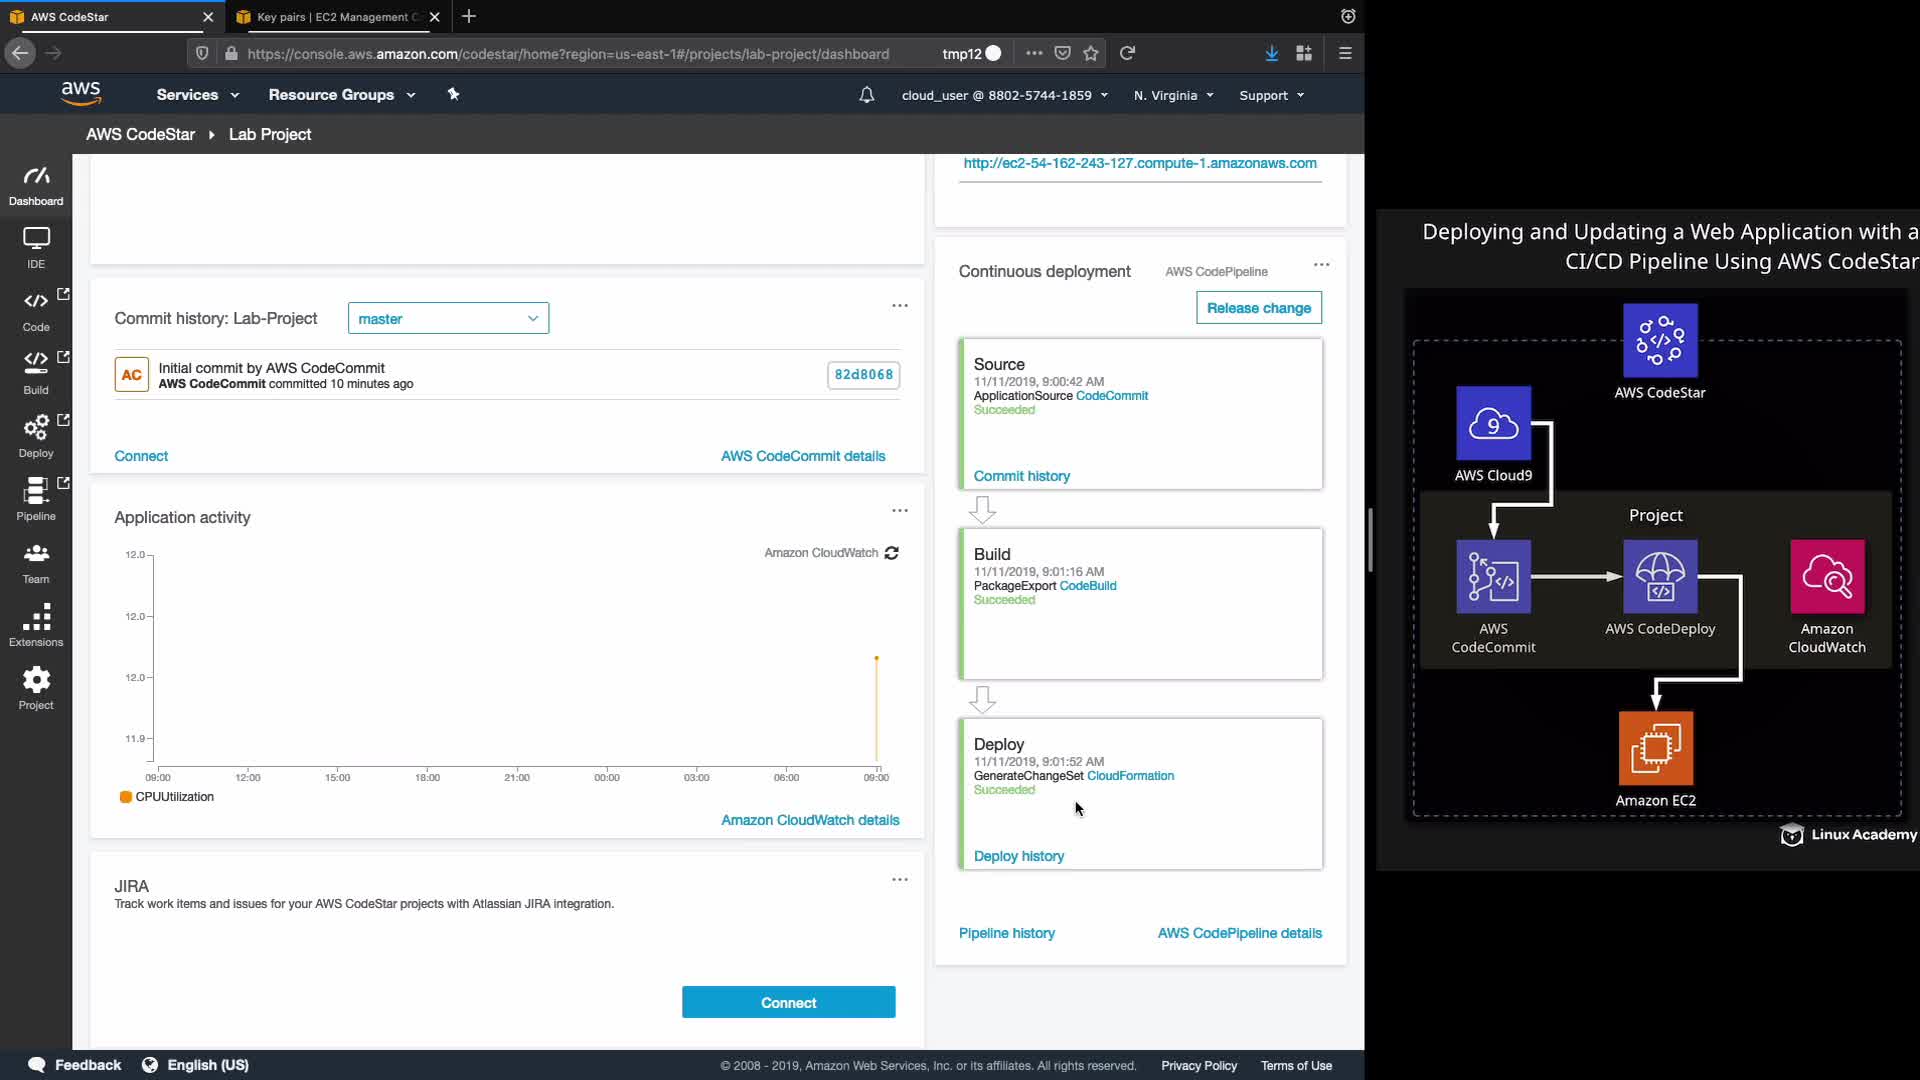 AWS CodeStar
Key pairs | EC2 Management C
https://console.aws.amazon.com/codestar/home?region=us-east-1#/projects/lab-project/dashboard
tmp12
aws
Services
Resource Groups
cloud_user @ 8802-5744-1859
N. Virginia
Support
AWS CodeStar
Lab Project
Dashboard
IDE
Code
Build
Deploy
Pipeline
Team
Extensions
Project
http://ec2-54-162-243-127.compute-1.amazonaws.com
Commit history: Lab-Project
master
AC
Initial commit by AWS CodeCommit
AWS CodeCommit committed 10 minutes ago
82d8068
Connect
AWS CodeCommit details
Application activity
Amazon CloudWatch
12.0
12.0
12.0
11.9
09:00
12:00
15:00
18:00
21:00
00:00
03:00
06:00
09:00
CPUUtilization
Amazon CloudWatch details
JIRA
Track work items and issues for your AWS CodeStar projects with Atlassian JIRA integration.
Connect
Continuous deployment
AWS CodePipeline
Release change
Source
11/11/2019, 9:00:42 AM
ApplicationSource CodeCommit
Succeeded
Commit history
Build
11/11/2019, 9:01:16 AM
PackageExport CodeBuild
Succeeded
Deploy
11/11/2019, 9:01:52 AM
GenerateChangeSet CloudFormation
Succeeded
Deploy history
Pipeline history
AWS CodePipeline details
Feedback
English (US)
© 2008 - 2019, Amazon Web Services, Inc. or its affiliates. All rights reserved.
Privacy Policy
Terms of Use
Deploying and Updating a Web Application with a
CI/CD Pipeline Using AWS CodeStar
AWS CodeStar
9
AWS Cloud9
Project
AWS
CodeCommit
AWS CodeDeploy
Amazon
CloudWatch
Amazon EC2
Linux Academy